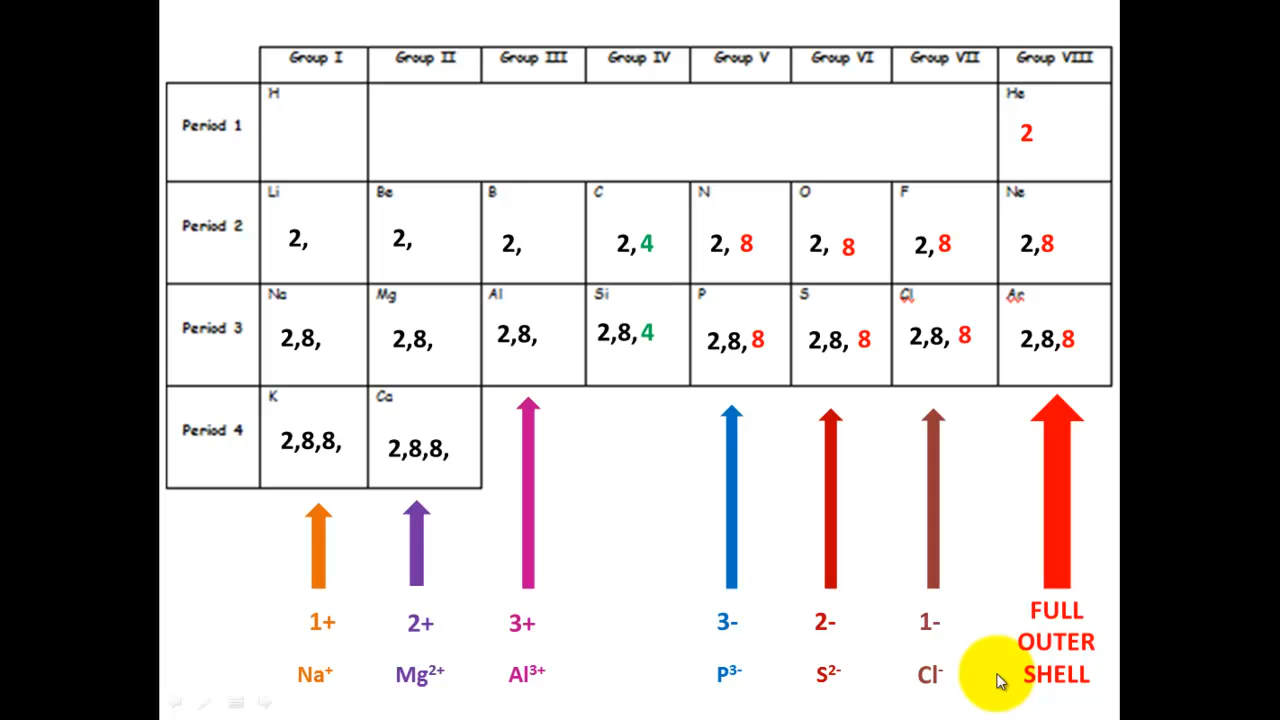 Group I Group II Group III Group IV Group V Group VI Group VII Group VIII
H He
Period 1
2
Li Be B C N O F Ne
Period 2
2, 2, 2, 2,4 2, 8 2, 8 2,8 2,8
Na Mg Al Si P S Cl Ar
Period 3
2,8, 2,8, 2,8, 2,8,4 2,8,8 2,8, 8 2,8, 8 2,8,8
K Ca
Period 4
2,8,8, 2,8,8,
1+ 2+ 3+ 3- 2- 1- FULL
OUTER
Na⁺ Mg²⁺ Al³⁺ P³⁻ S²⁻ Cl⁻ SHELL